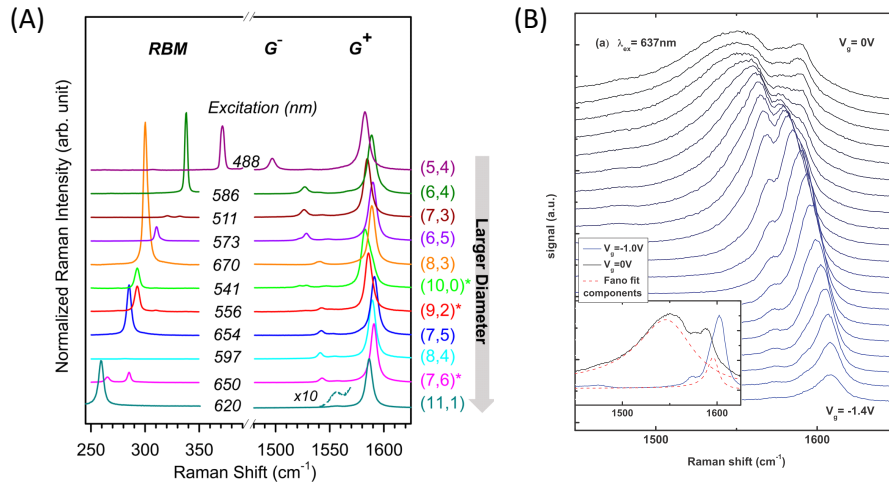 (A)
RBM G⁻ G⁺
Excitation (nm)
488 (5,4)
586 (6,4)
511 (7,3)
573 (6,5)
670 (8,3)
541 (10,0)*
556 (9,2)*
654 (7,5)
597 (8,4)
650 (7,6)*
x10
620 (11,1)
Larger Diameter
Normalized Raman Intensity (arb. unit)
250 300 350 1500 1550 1600
Raman Shift (cm⁻¹)
(B)
(a) λex = 637nm Vg = 0V
signal (a.u.)
Vg=-1.0V
Vg=0V
Fano fit
components
1500 1600
Vg = -1.4V
1500 1600
Raman shift (cm⁻¹)